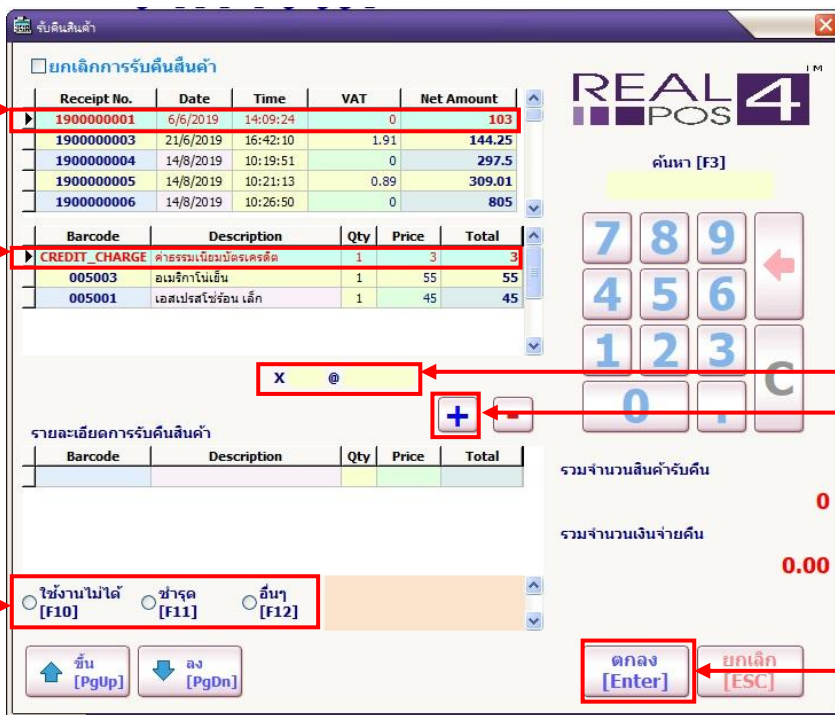 รับคืนสินค้า
ยกเลิกการรับคืนสินค้า
Receipt No. Date Time VAT Net Amount
1900000001 6/6/2019 14:09:24 0 103
1900000003 21/6/2019 16:42:10 1.91 144.25
1900000004 14/8/2019 10:19:51 0 297.5
1900000005 14/8/2019 10:21:13 0.89 309.01
1900000006 14/8/2019 10:26:50 0 805
REAL POS 4 TM
ค้นหา [F3]
Barcode Description Qty Price Total
CREDIT_CHARGE ค่าธรรมเนียมบัตรเครดิต 1 3 3
005003 อเมริกาโน่เย็น 1 55 55
005001 เอสเปรสโซ่ร้อน เล็ก 1 45 45
7 8 9
4 5 6
1 2 3 C
0 .
X @
+ -
รายละเอียดการรับคืนสินค้า
Barcode Description Qty Price Total
รวมจำนวนสินค้ารับคืน
0
รวมจำนวนเงินจ่ายคืน
0.00
ใช้งานไม่ได้ [F10] ชำรุด [F11] อื่นๆ [F12]
ขึ้น [PgUp] ลง [PgDn]
ตกลง [Enter] ยกเลิก [ESC]